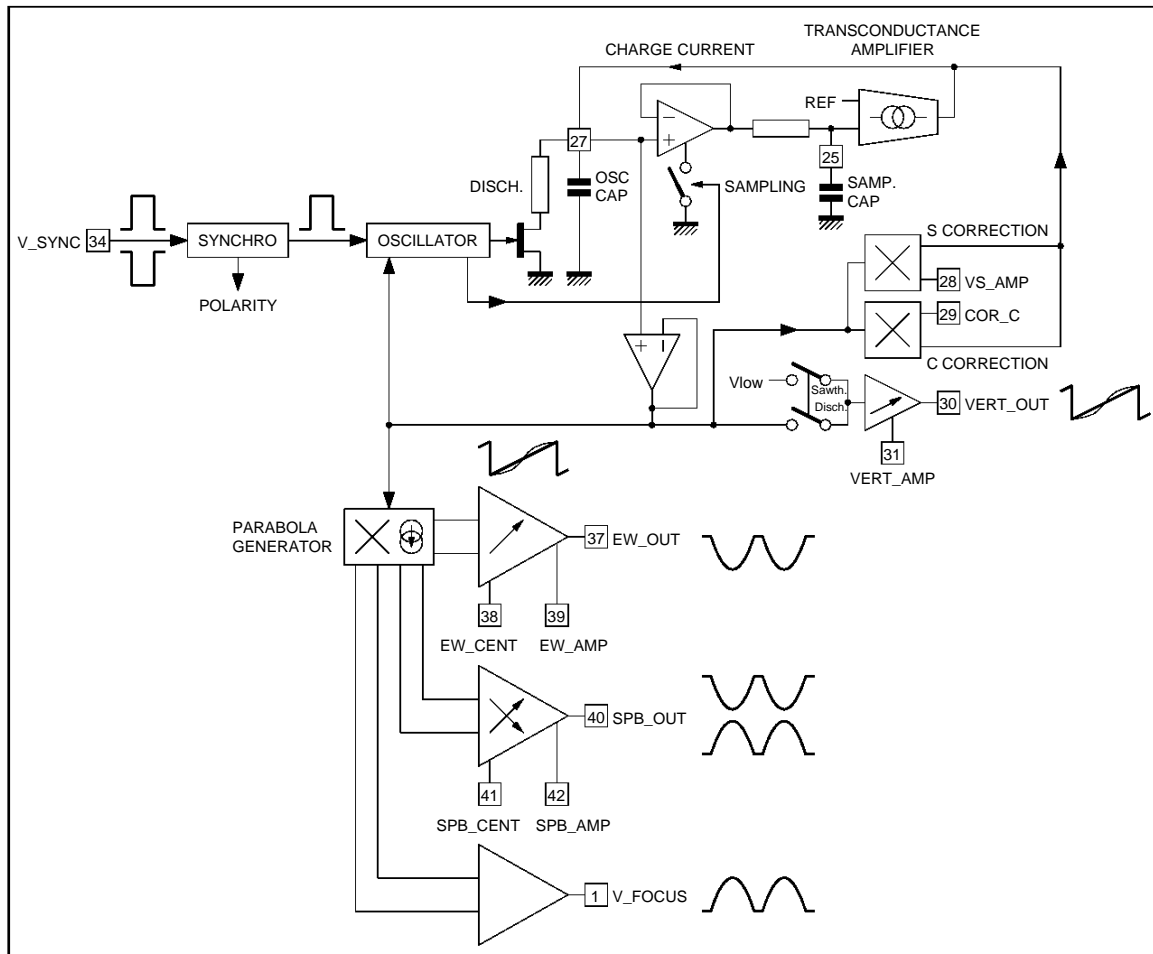 TRANSCONDUCTANCE
AMPLIFIER
CHARGE CURRENT
REF
−
+
27
25
DISCH.
OSC
CAP
SAMPLING
SAMP.
CAP
V_SYNC
34
SYNCHRO
OSCILLATOR
POLARITY
S CORRECTION
28
VS_AMP
29
COR_C
C CORRECTION
+
−
Vlow
Sawth.
Disch.
30
VERT_OUT
31
VERT_AMP
PARABOLA
GENERATOR
37
EW_OUT
38
39
EW_CENT
EW_AMP
40
SPB_OUT
41
42
SPB_CENT
SPB_AMP
1
V_FOCUS